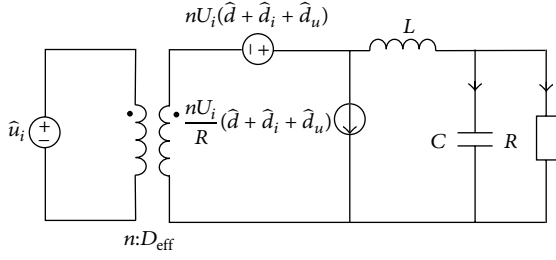 nU_i(d̂ + d̂_i + d̂_u)
L
û_i
+
−
−+
nU_i/R (d̂ + d̂_i + d̂_u)
C
R
n:D_eff